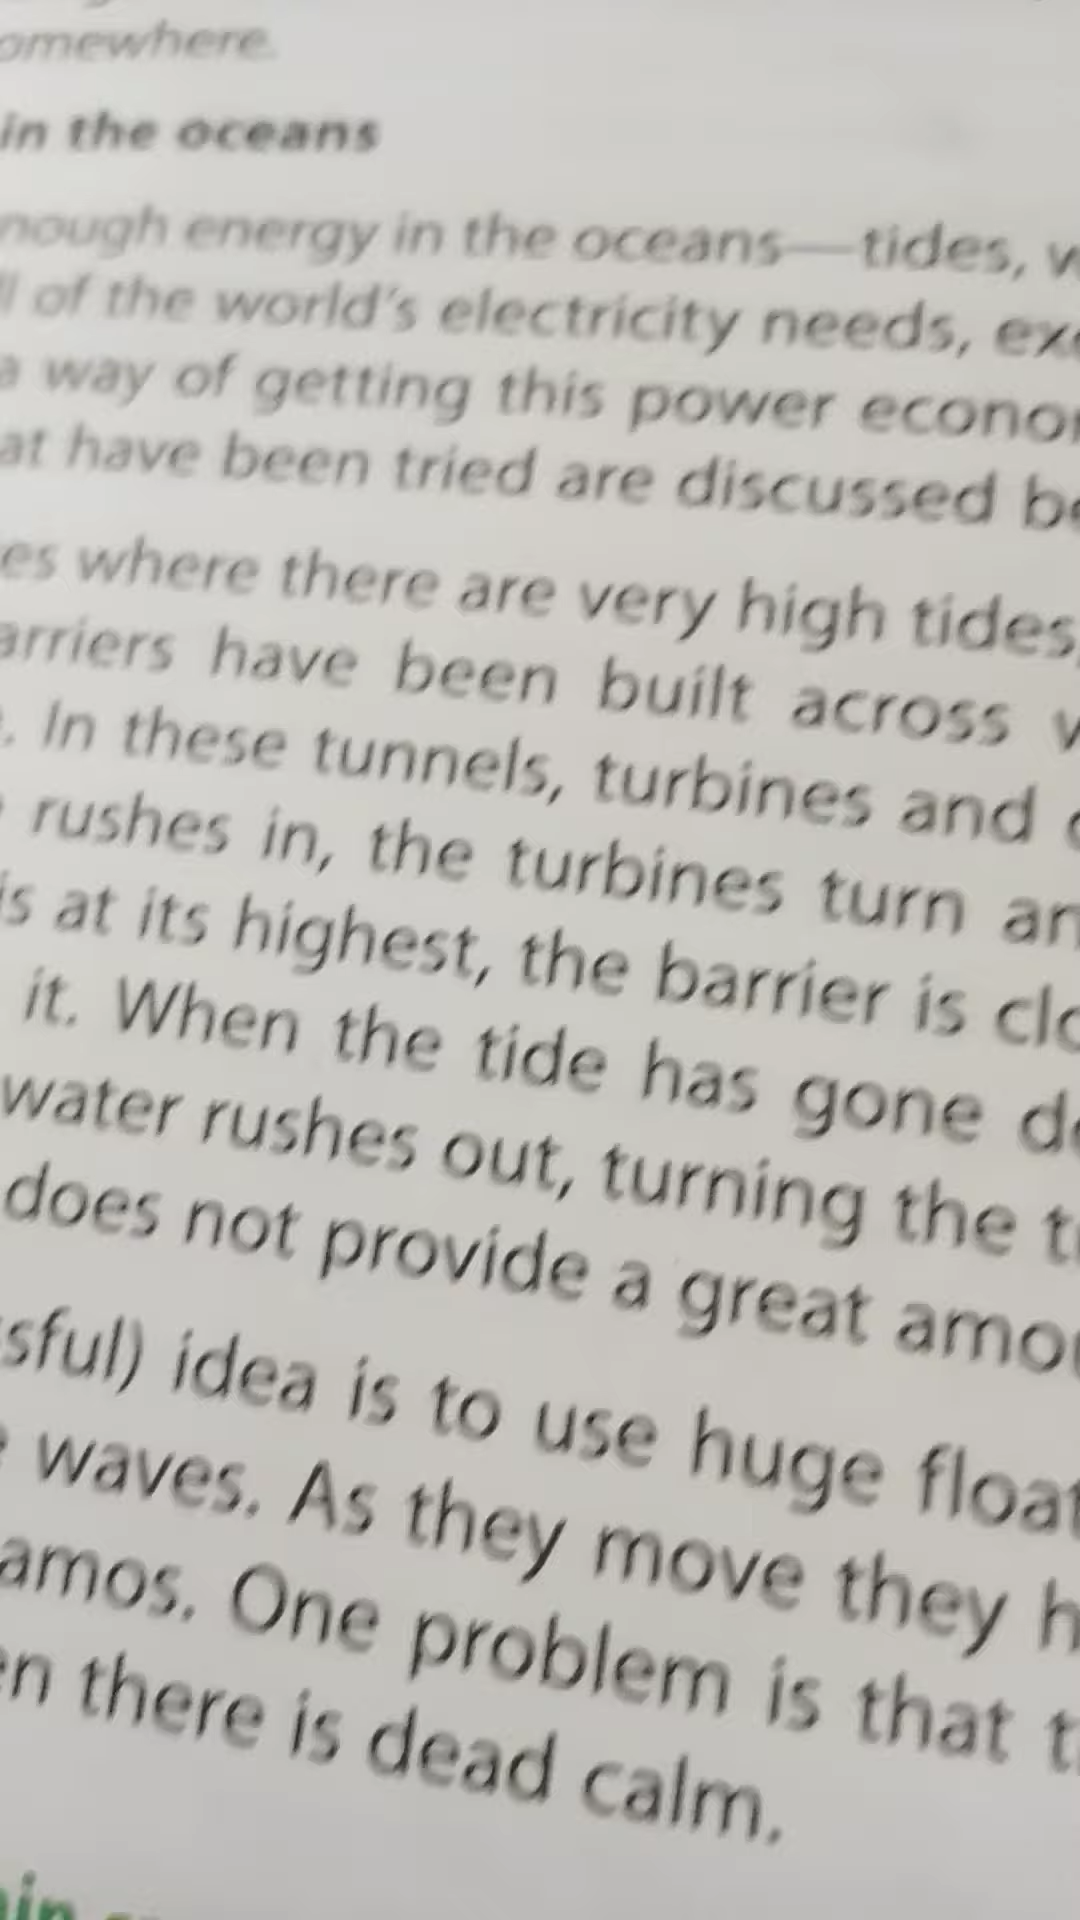 omewhere.
in the oceans
nough energy in the oceans—tides,
of the world's electricity needs,
a way of getting this power
at have been tried are discussed
es where there are very high tides,
arriers have been built across
. In these tunnels, turbines and
rushes in, the turbines turn
is at its highest, the barrier is
it. When the tide has gone
water rushes out, turning the
does not provide a great
sful) idea is to use huge
waves. As they move they
amos. One problem is that
en there is dead calm.